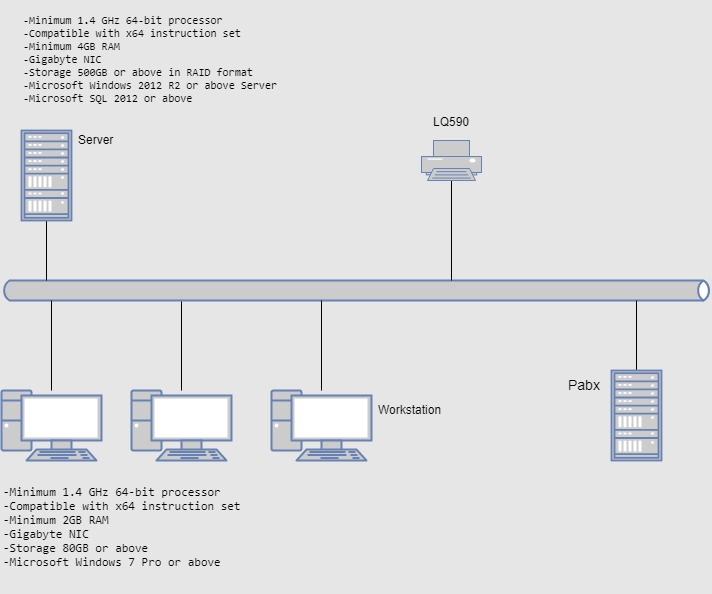 -Minimum 1.4 GHz 64-bit processor
-Compatible with x64 instruction set
-Minimum 4GB RAM
-Gigabyte NIC
-Storage 500GB or above in RAID format
-Microsoft Windows 2012 R2 or above Server
-Microsoft SQL 2012 or above
LQ590
Server
Pabx
Workstation
-Minimum 1.4 GHz 64-bit processor
-Compatible with x64 instruction set
-Minimum 2GB RAM
-Gigabyte NIC
-Storage 80GB or above
-Microsoft Windows 7 Pro or above